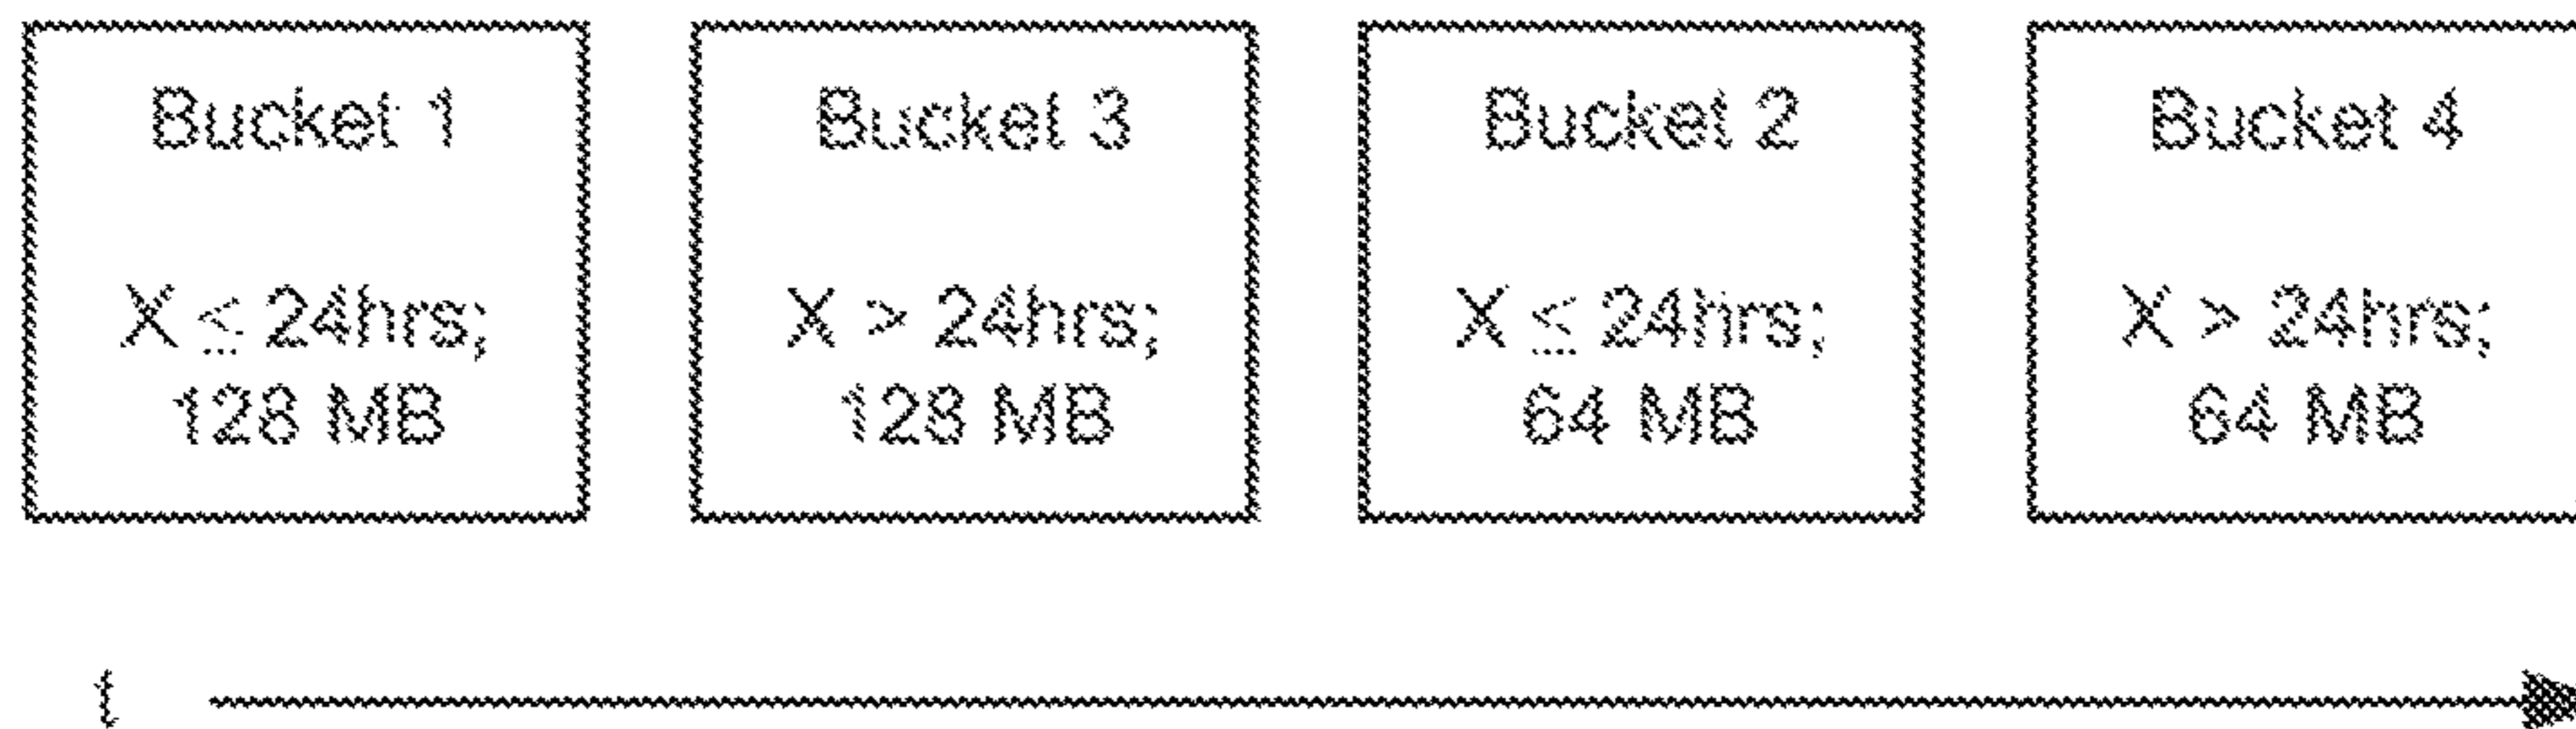 Bucket 1
X ≤ 24hrs;
128 MB
Bucket 3
X > 24hrs;
128 MB
Bucket 2
X ≤ 24hrs;
64 MB
Bucket 4
X > 24hrs;
64 MB
t